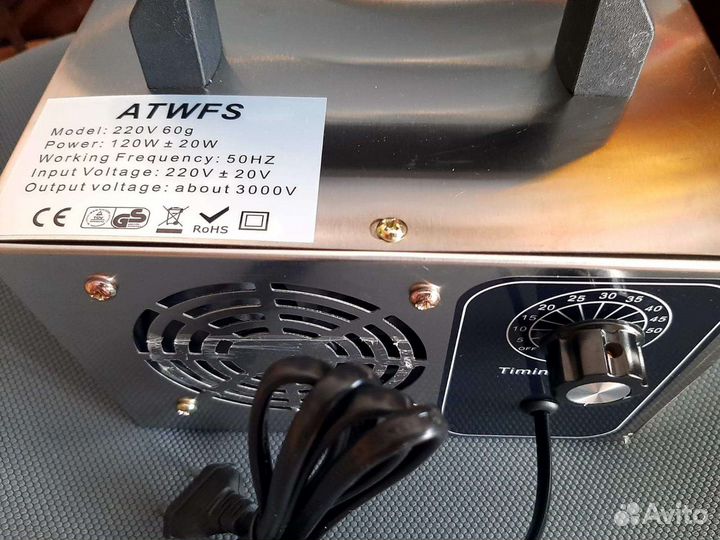 ATWFS
Model: 220V 60g
Power: 120W ± 20W
Working Frequency: 50HZ
Input Voltage: 220V ± 20V
Output voltage: about 3000V
CE GS RoHS
OFF 5 10 15 20 25 30 35 40 45 50
Timin
Avito